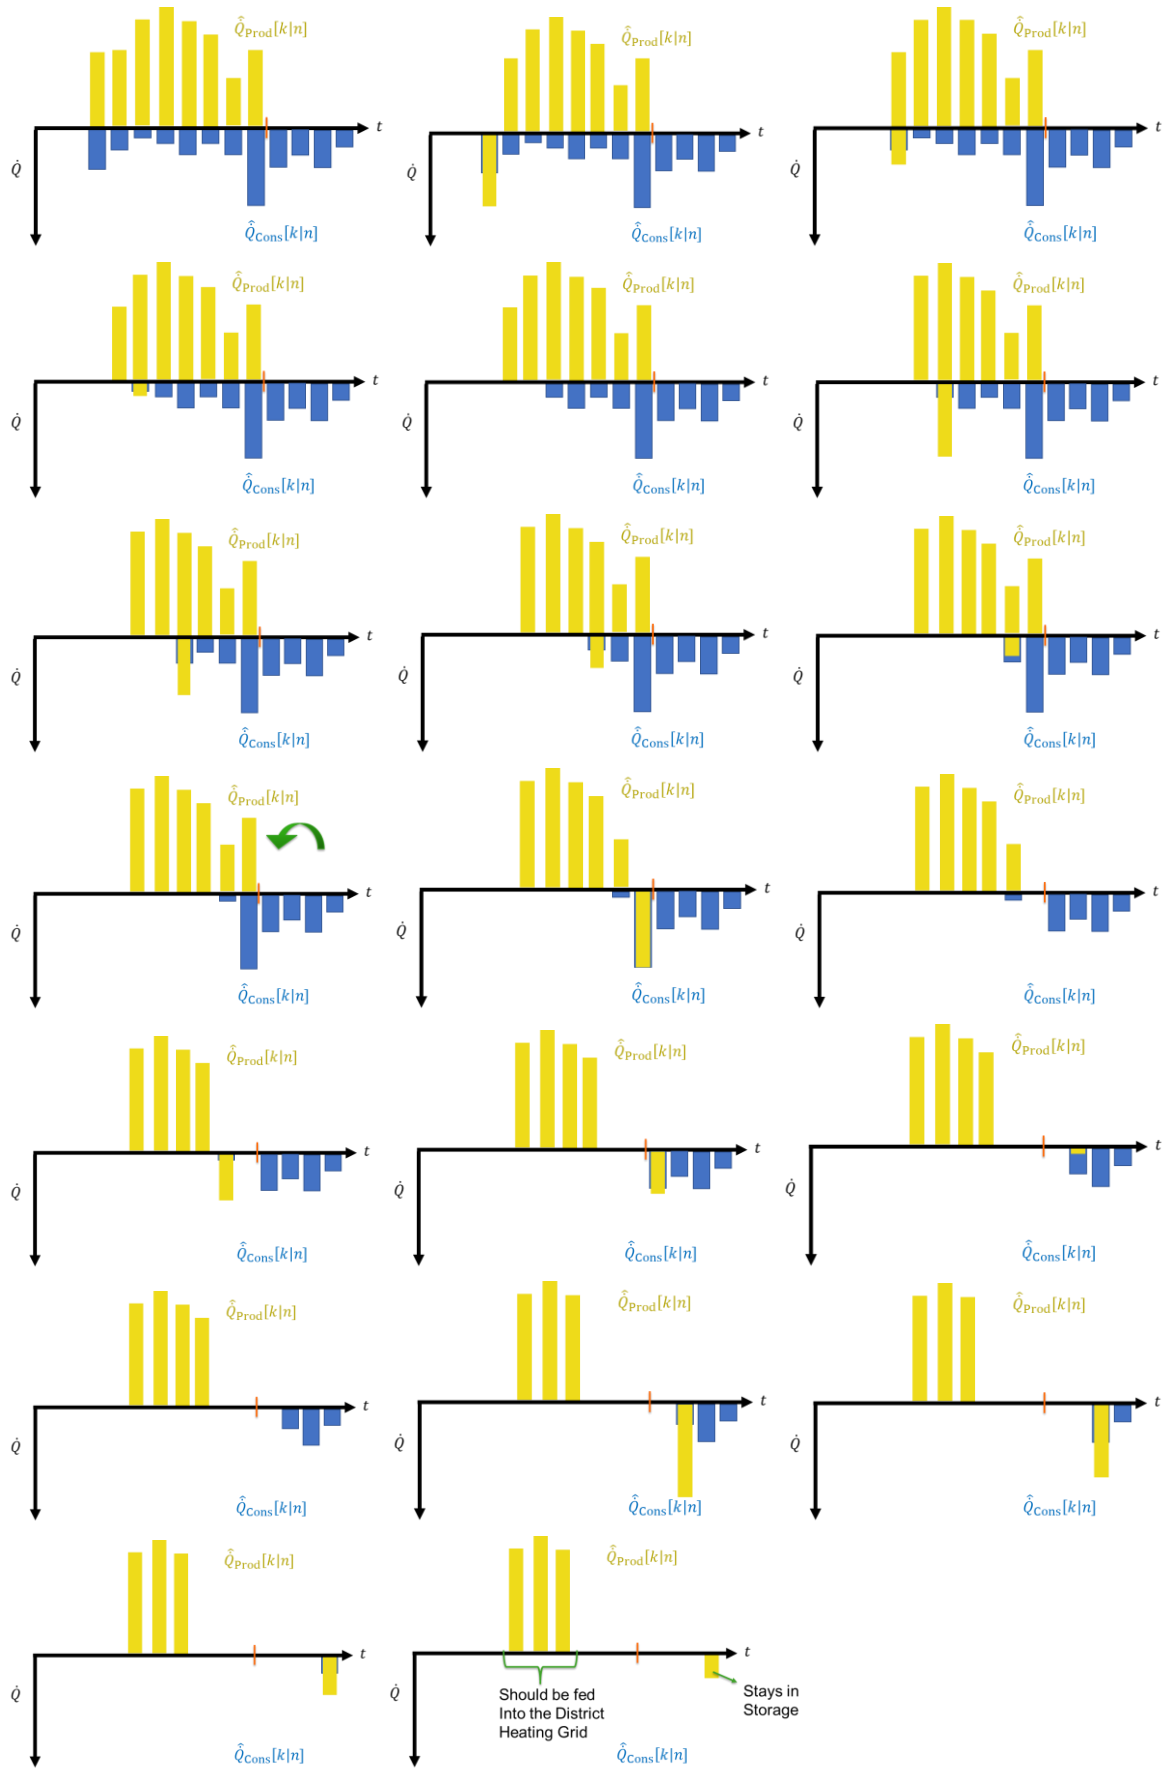 Q̂̇Prod[k|n]
t
Q̇
Q̂̇Cons[k|n]
Q̂̇Prod[k|n]
t
Q̇
Q̂̇Cons[k|n]
Q̂̇Prod[k|n]
t
Q̇
Q̂̇Cons[k|n]
Q̂̇Prod[k|n]
t
Q̇
Q̂̇Cons[k|n]
Q̂̇Prod[k|n]
t
Q̇
Q̂̇Cons[k|n]
Q̂̇Prod[k|n]
t
Q̇
Q̂̇Cons[k|n]
Q̂̇Prod[k|n]
t
Q̇
Q̂̇Cons[k|n]
Q̂̇Prod[k|n]
t
Q̇
Q̂̇Cons[k|n]
Q̂̇Prod[k|n]
t
Q̇
Q̂̇Cons[k|n]
Q̂̇Prod[k|n]
t
Q̇
Q̂̇Cons[k|n]
Q̂̇Prod[k|n]
t
Q̇
Q̂̇Cons[k|n]
Q̂̇Prod[k|n]
t
Q̇
Q̂̇Cons[k|n]
Q̂̇Prod[k|n]
t
Q̇
Q̂̇Cons[k|n]
Q̂̇Prod[k|n]
t
Q̇
Q̂̇Cons[k|n]
Q̂̇Prod[k|n]
t
Q̇
Q̂̇Cons[k|n]
Q̂̇Prod[k|n]
t
Q̇
Q̂̇Cons[k|n]
Q̂̇Prod[k|n]
t
Q̇
Q̂̇Cons[k|n]
Q̂̇Prod[k|n]
t
Q̇
Q̂̇Cons[k|n]
Q̂̇Prod[k|n]
t
Q̇
Q̂̇Cons[k|n]
Q̂̇Prod[k|n]
t
Q̇
Should be fed
Into the District
Heating Grid
Stays in
Storage
Q̂̇Cons[k|n]